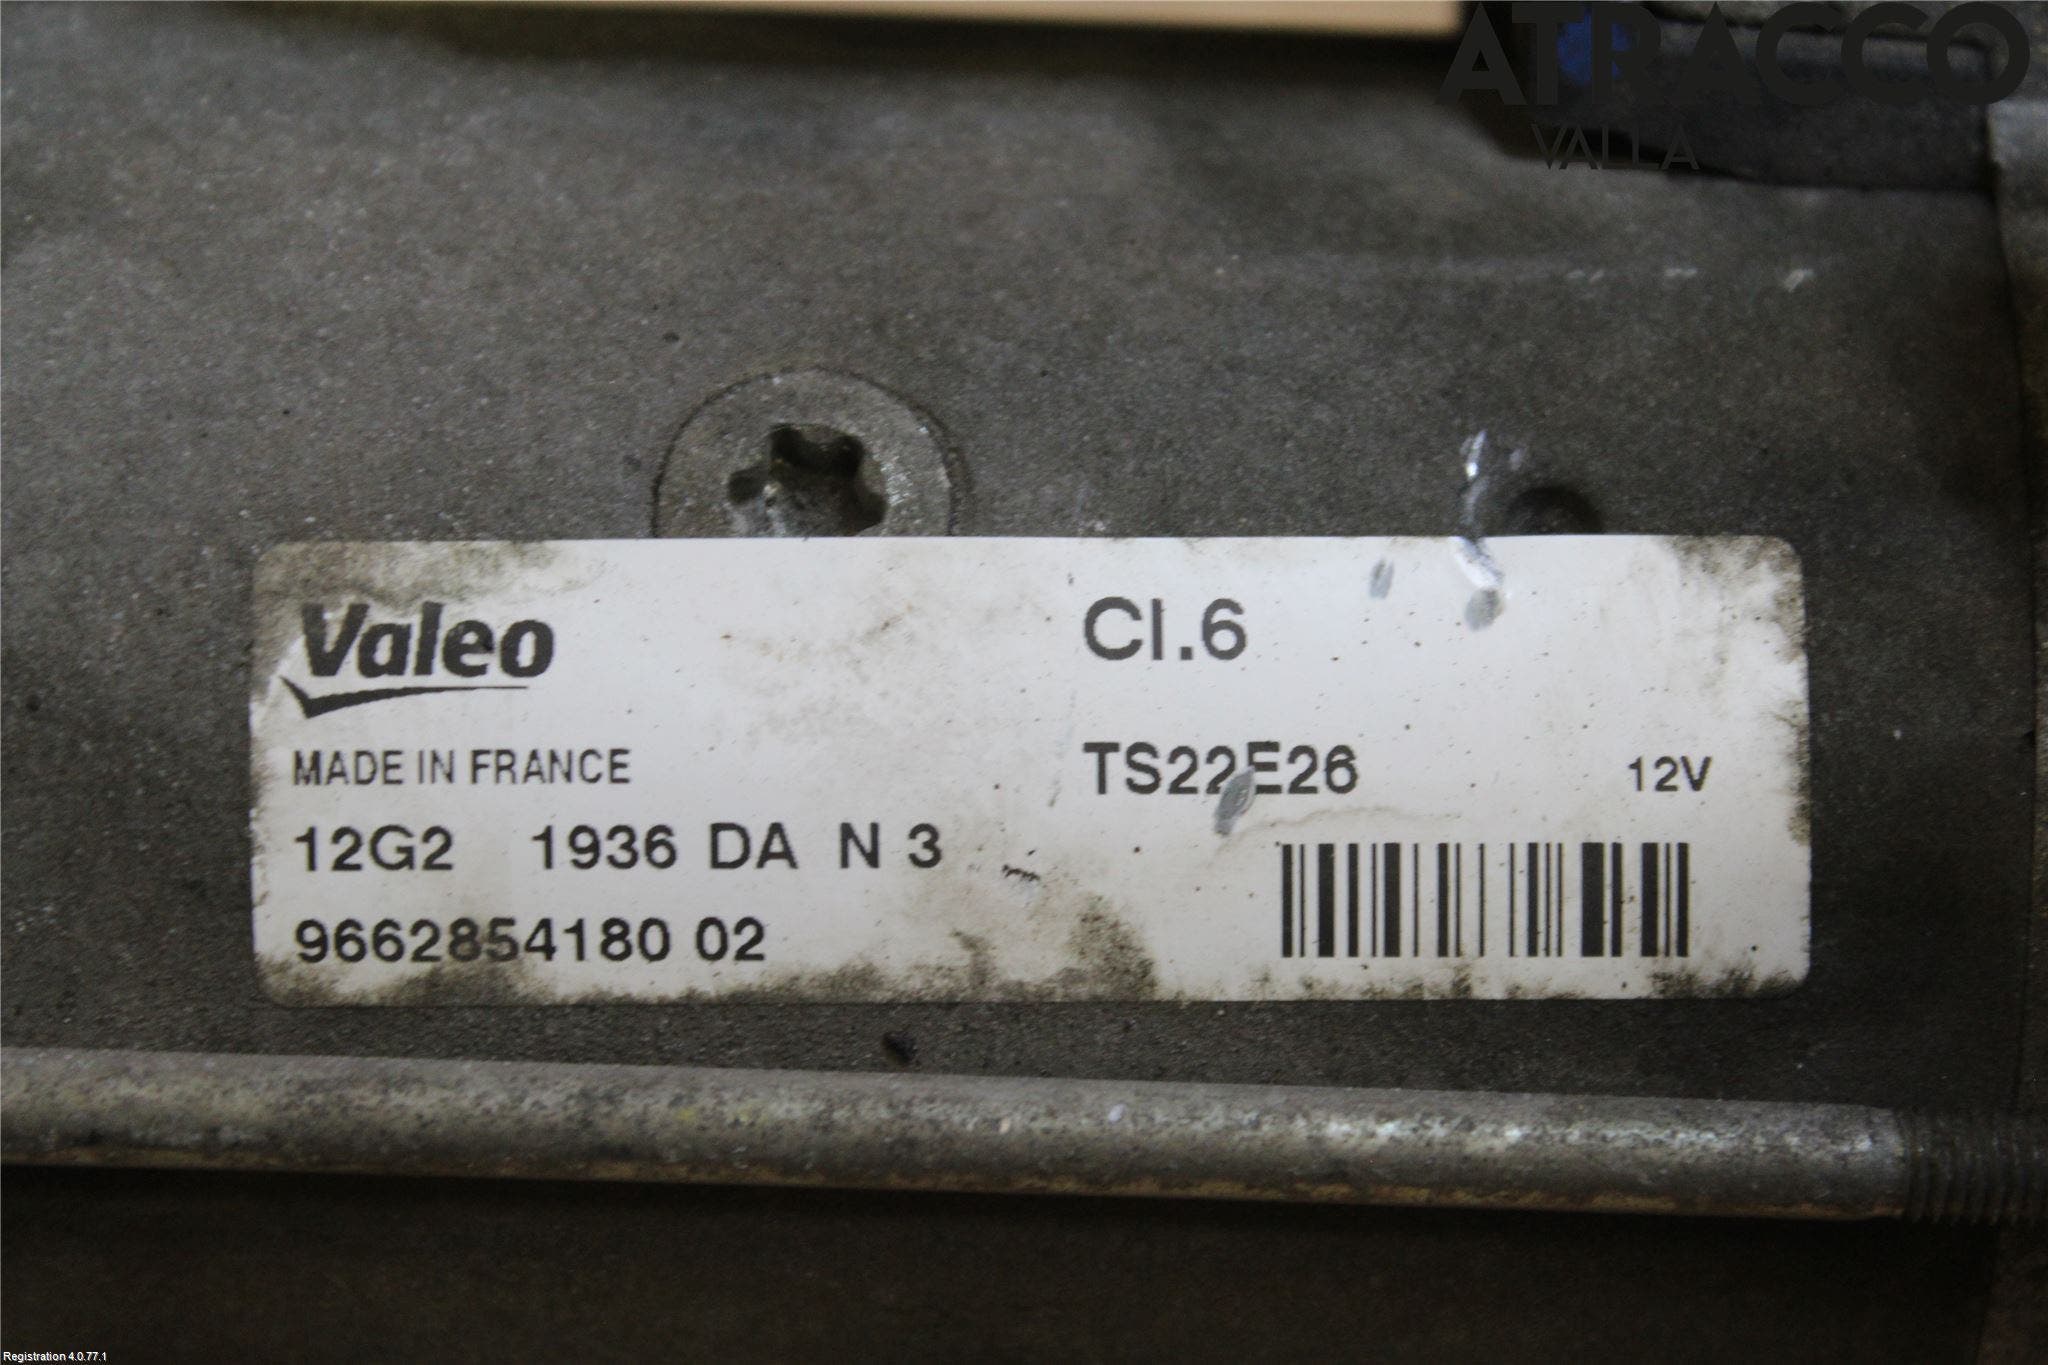 ATRACCO
VALLA
Valeo
CI.6
MADE IN FRANCE
TS22E26 12V
12G2 1936 DA N 3
9662854180 02
Registration 4.0.77.1